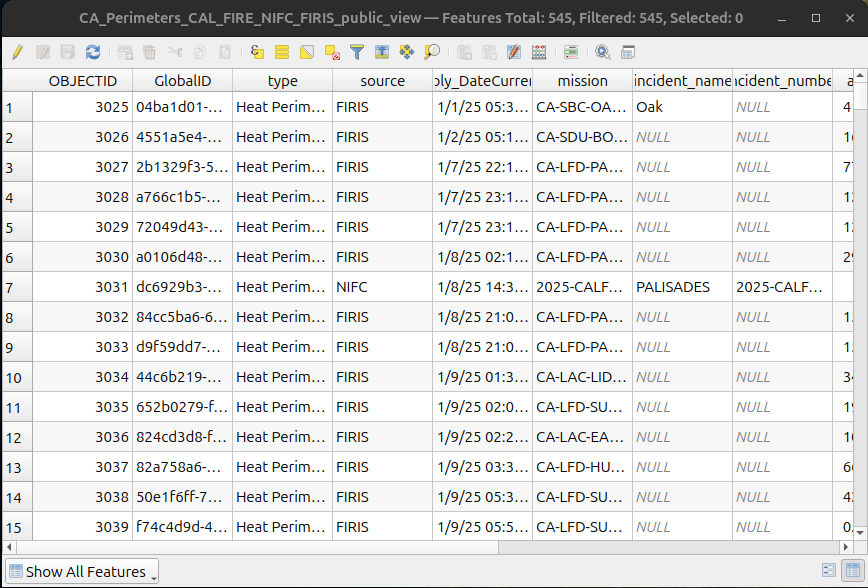 CA_Perimeters_CAL_FIRE_NIFC_FIRIS_public_view — Features Total: 545, Filtered: 545, Selected: 0
OBJECTID GlobalID type source oly_DateCurren mission incident_name ncident_numbe a
1 3025 04ba1d01-... Heat Perim... FIRIS 1/1/25 05:3... CA-SBC-OA... Oak NULL 4
2 3026 4551a5e4-... Heat Perim... FIRIS 1/2/25 05:1... CA-SDU-BO... NULL NULL 1
3 3027 2b1329f3-5... Heat Perim... FIRIS 1/7/25 22:1... CA-LFD-PA... NULL NULL 7
4 3028 a766c1b5-... Heat Perim... FIRIS 1/7/25 23:1... CA-LFD-PA... NULL NULL 1
5 3029 72049d43-... Heat Perim... FIRIS 1/7/25 23:1... CA-LFD-PA... NULL NULL 1
6 3030 a0106d48-... Heat Perim... FIRIS 1/8/25 02:1... CA-LFD-PA... NULL NULL 2
7 3031 dc6929b3-... Heat Perim... NIFC 1/8/25 14:3... 2025-CALF... PALISADES 2025-CALF...
8 3032 84cc5ba6-6... Heat Perim... FIRIS 1/8/25 21:0... CA-LFD-PA... NULL NULL 1.
9 3033 d9f59dd7-... Heat Perim... FIRIS 1/8/25 21:0... CA-LFD-PA... NULL NULL 1.
10 3034 44c6b219-... Heat Perim... FIRIS 1/9/25 01:3... CA-LAC-LID... NULL NULL 34
11 3035 652b0279-f... Heat Perim... FIRIS 1/9/25 02:0... CA-LFD-SU... NULL NULL 1
12 3036 824cd3d8-f... Heat Perim... FIRIS 1/9/25 02:2... CA-LAC-EA... NULL NULL 1
13 3037 82a758a6-... Heat Perim... FIRIS 1/9/25 03:3... CA-LFD-HU... NULL NULL 6
14 3038 50e1f6ff-7... Heat Perim... FIRIS 1/9/25 05:3... CA-LFD-SU... NULL NULL 4
15 3039 f74c4d9d-4... Heat Perim... FIRIS 1/9/25 05:5... CA-LFD-SU... NULL NULL 0.
Show All Features